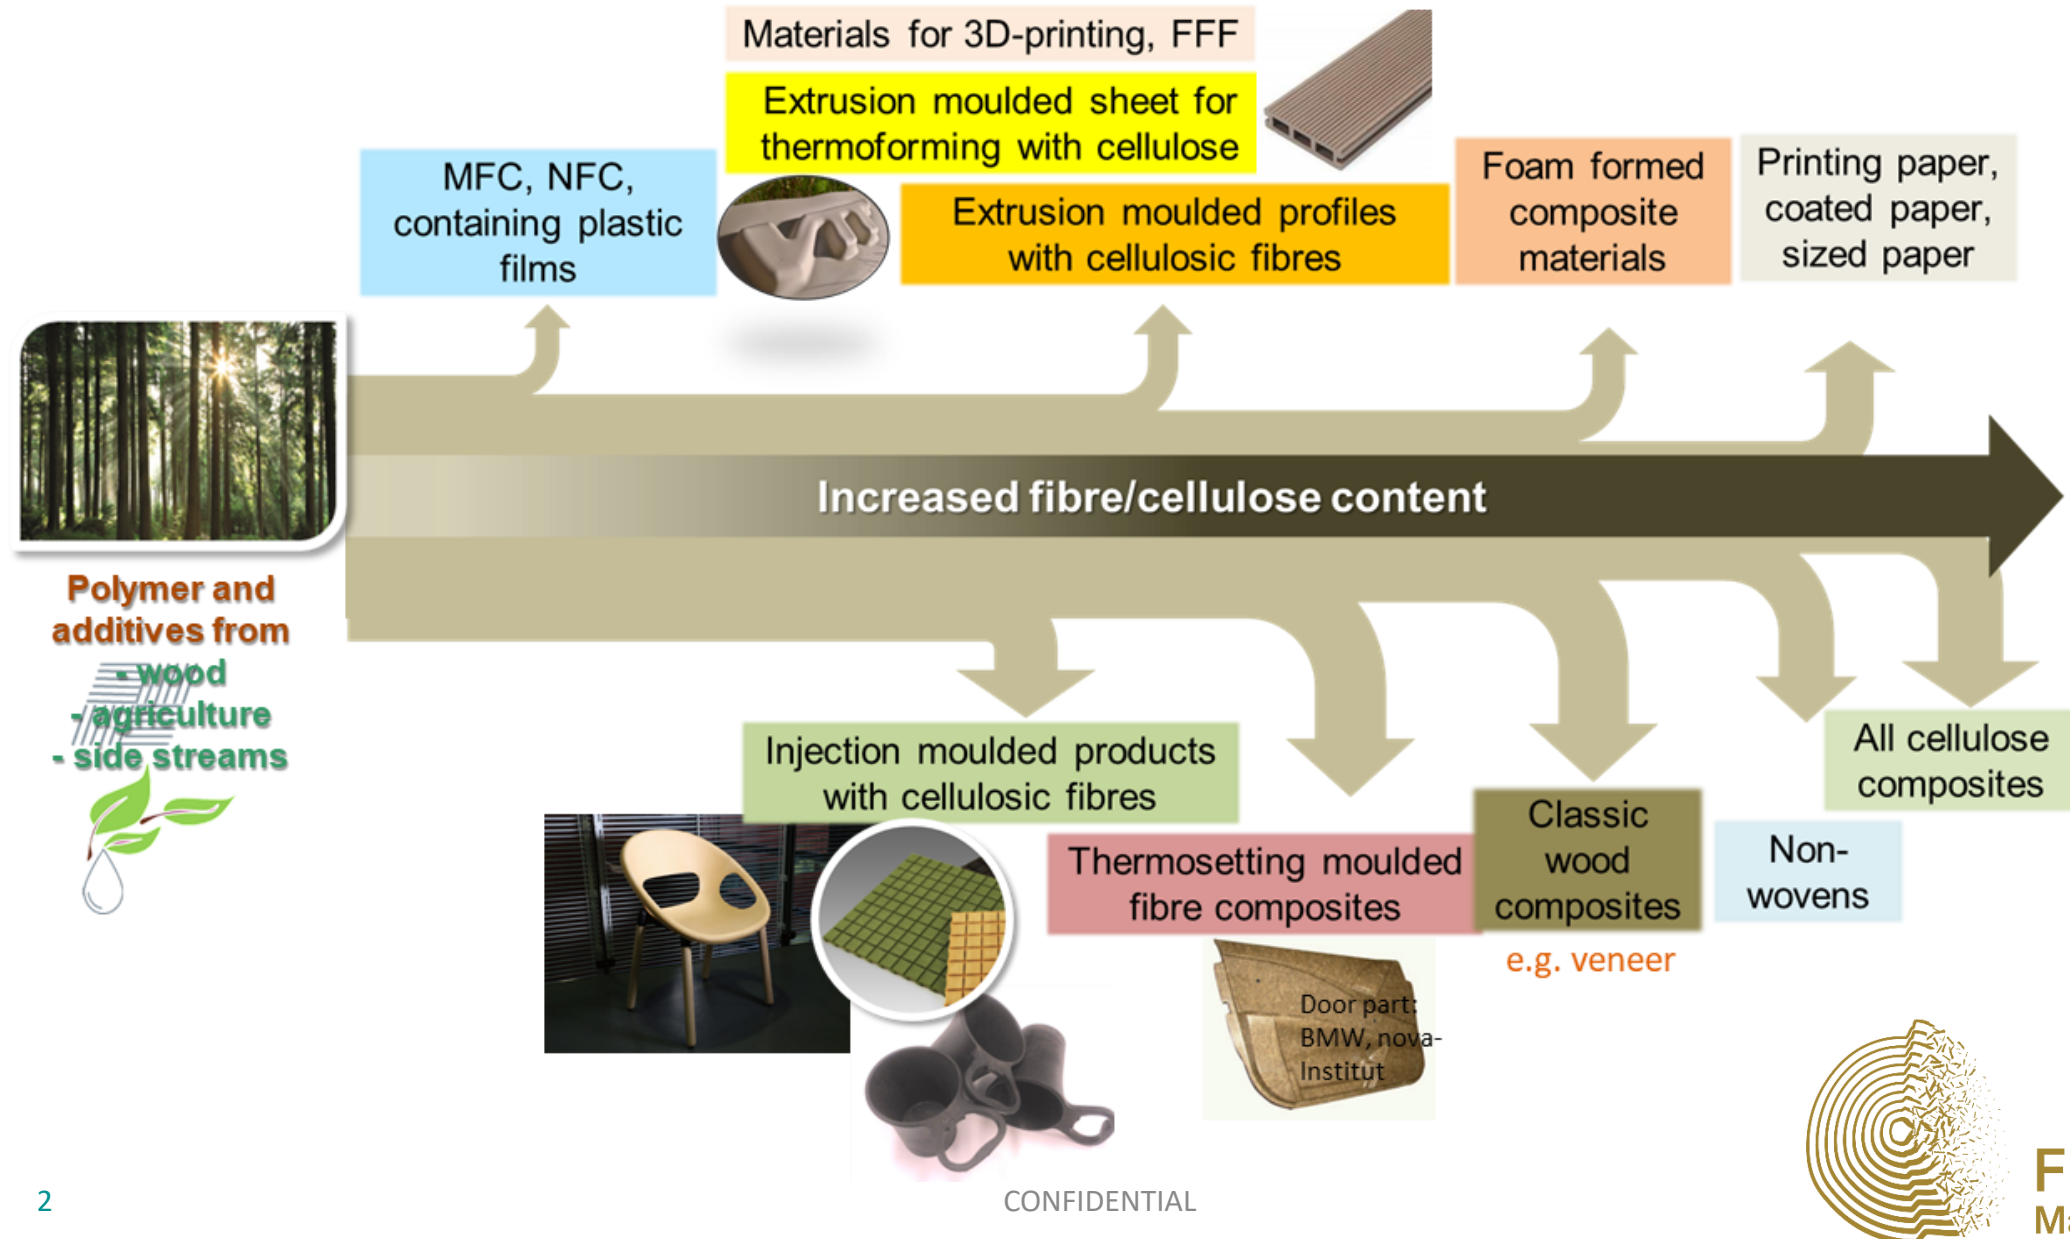 Materials for 3D-printing, FFF
Extrusion moulded sheet for
thermoforming with cellulose
MFC, NFC,
containing plastic
films
Extrusion moulded profiles
with cellulosic fibres
Foam formed
composite
materials
Printing paper,
coated paper,
sized paper
Increased fibre/cellulose content
Polymer and
additives from
- wood
- agriculture
- side streams
Injection moulded products
with cellulosic fibres
Thermosetting moulded
fibre composites
Classic
wood
composites
e.g. veneer
Non-
wovens
All cellulose
composites
Door part:
BMW, nova-
Institut
2
CONFIDENTIAL